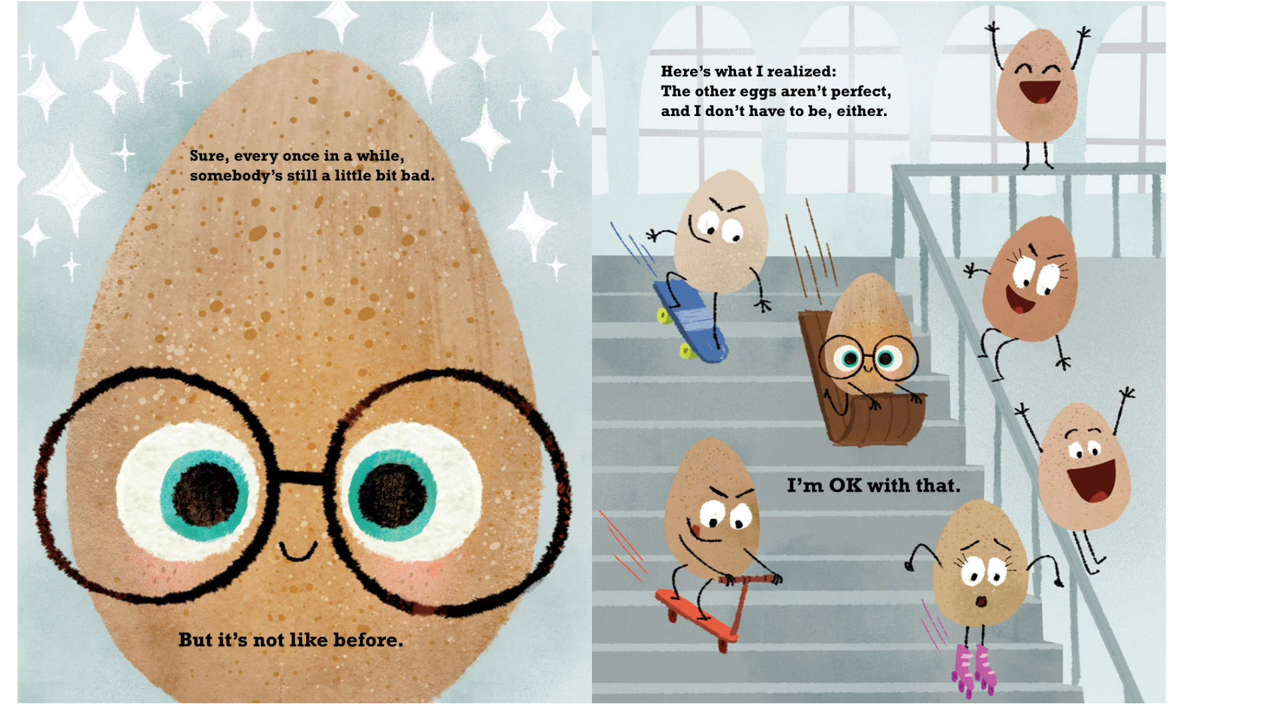 Sure, every once in a while,
somebody's still a little bit bad.
But it's not like before.
Here's what I realized:
The other eggs aren't perfect,
and I don't have to be, either.
I'm OK with that.